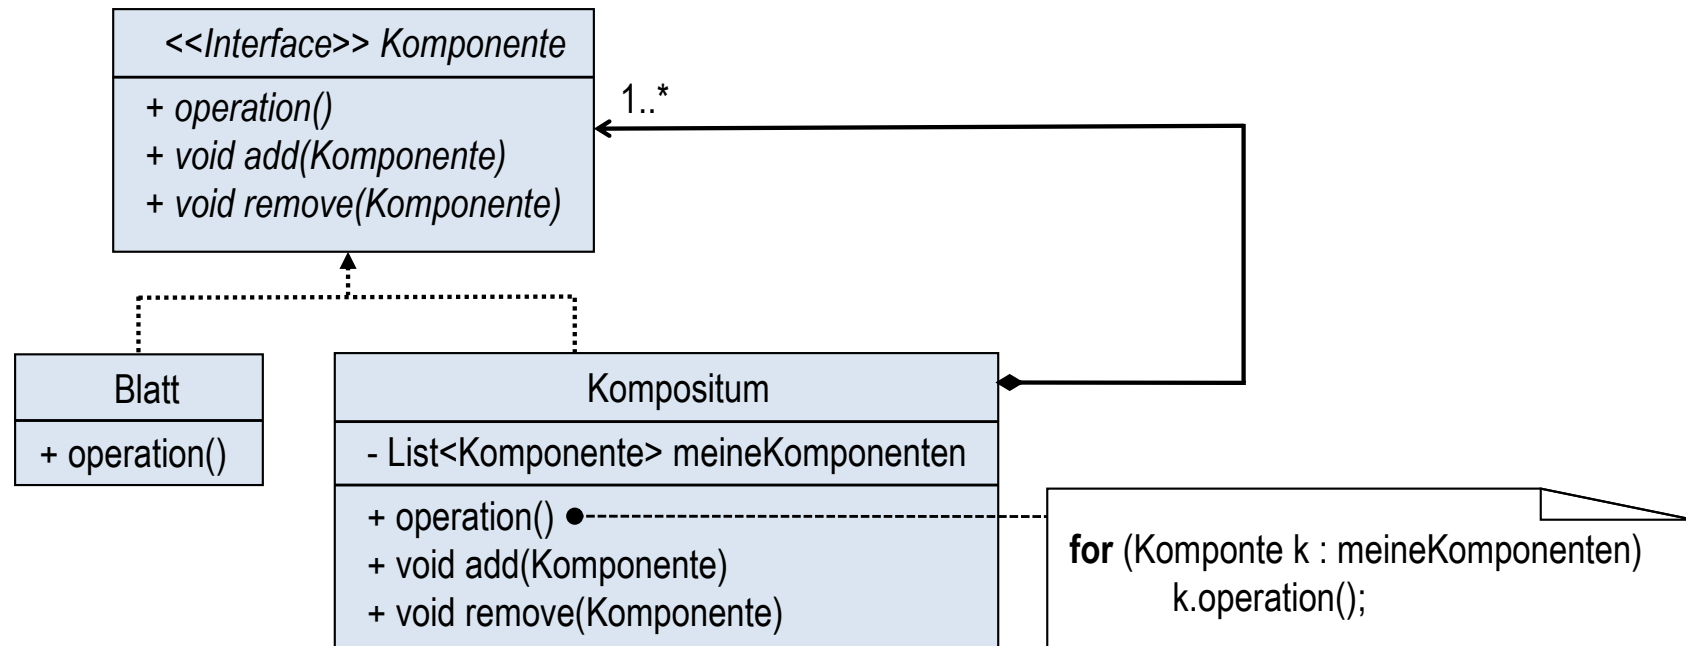 <<Interface>> Komponente
+ operation()
+ void add(Komponente)
+ void remove(Komponente)
1..*
Blatt
+ operation()
Kompositum
- List<Komponente> meineKomponenten
+ operation()
+ void add(Komponente)
+ void remove(Komponente)
for (Komponte k : meineKomponenten)
k.operation();